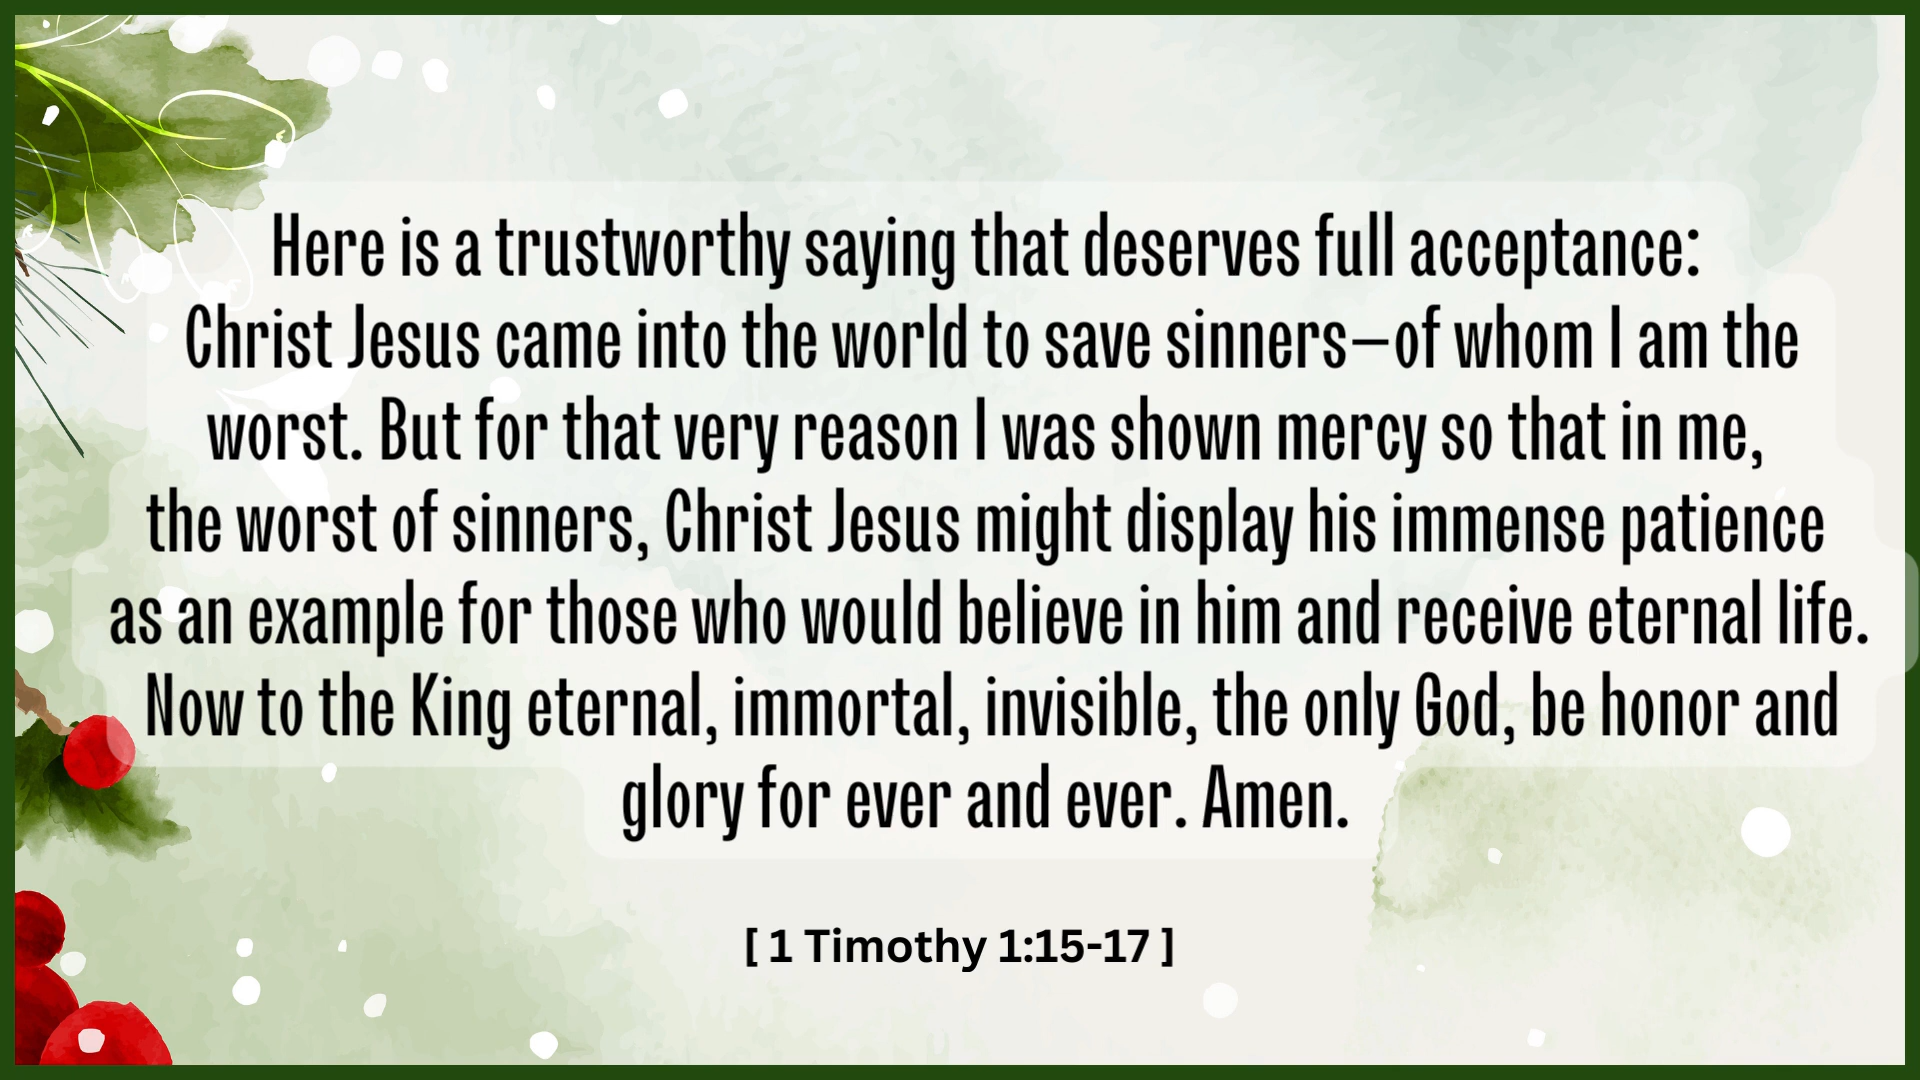 Here is a trustworthy saying that deserves full acceptance:
Christ Jesus came into the world to save sinners—of whom I am the
worst. But for that very reason I was shown mercy so that in me,
the worst of sinners, Christ Jesus might display his immense patience
as an example for those who would believe in him and receive eternal life.
Now to the King eternal, immortal, invisible, the only God, be honor and
glory for ever and ever. Amen.
[ 1 Timothy 1:15-17 ]